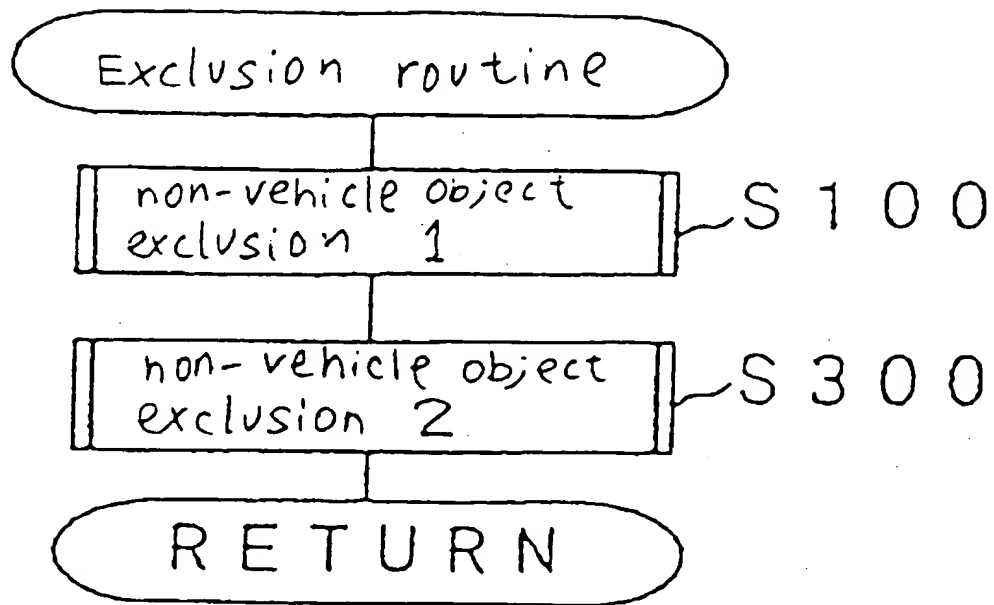 Exclusion routine
non-vehicle object
exclusion 1
S100
non-vehicle object
exclusion 2
S300
RETURN